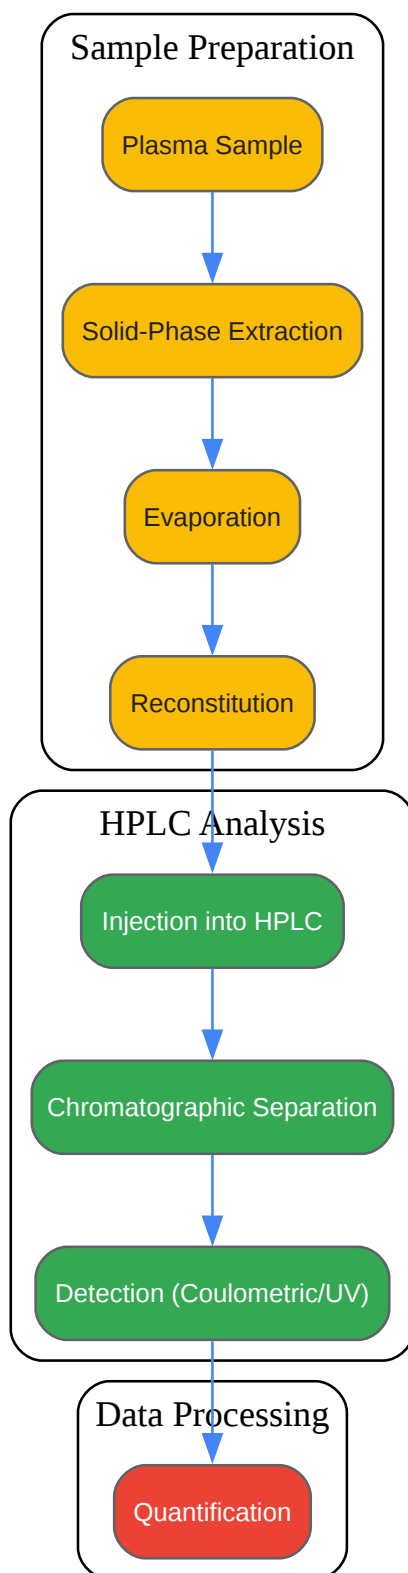 Sample Preparation
Plasma Sample
Solid-Phase Extraction
Evaporation
Reconstitution
HPLC Analysis
Injection into HPLC
Chromatographic Separation
Detection (Coulometric/UV)
Data Processing
Quantification